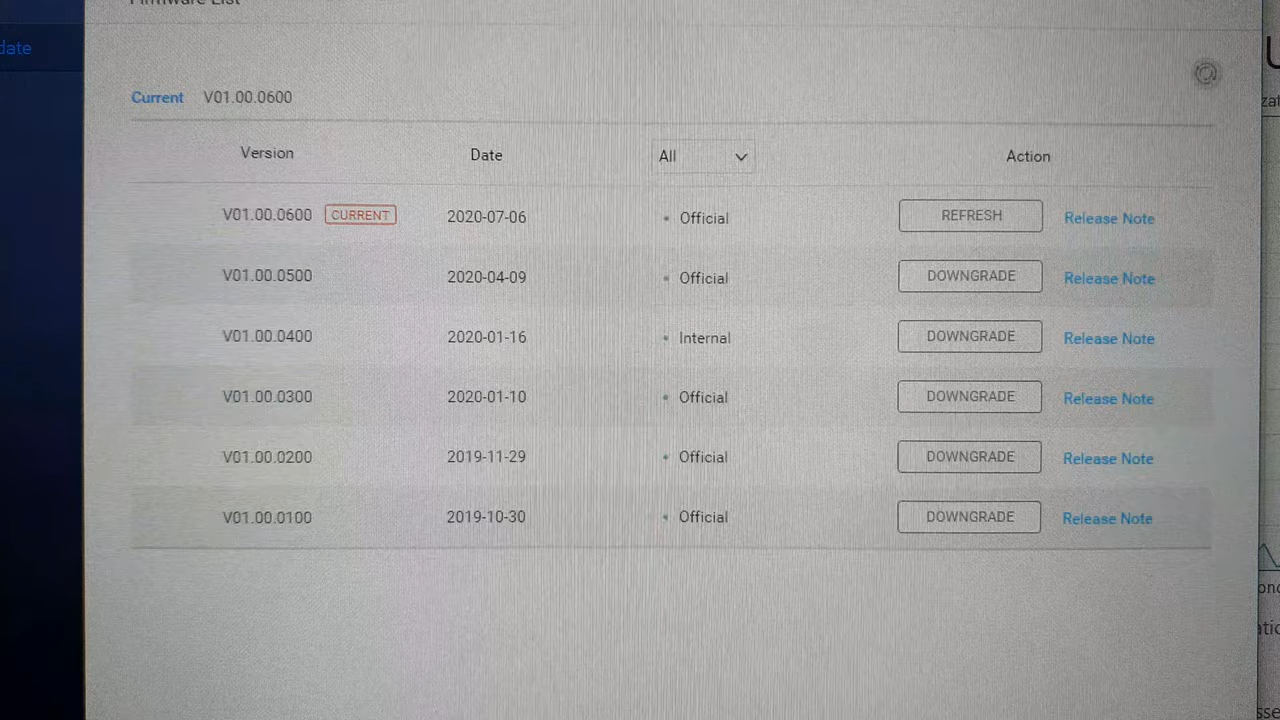 Firmware List
date
Current V01.00.0600
Version Date All Action
V01.00.0600 CURRENT 2020-07-06 Official REFRESH Release Note
V01.00.0500 2020-04-09 Official DOWNGRADE Release Note
V01.00.0400 2020-01-16 Internal DOWNGRADE Release Note
V01.00.0300 2020-01-10 Official DOWNGRADE Release Note
V01.00.0200 2019-11-29 Official DOWNGRADE Release Note
V01.00.0100 2019-10-30 Official DOWNGRADE Release Note